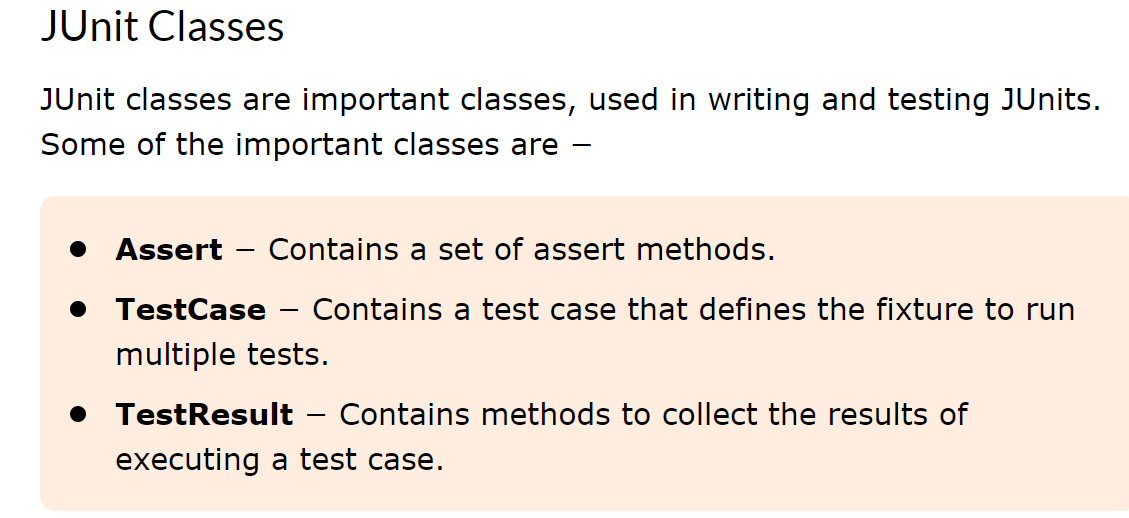 JUnit Classes
JUnit classes are important classes, used in writing and testing JUnits.
Some of the important classes are −
● Assert − Contains a set of assert methods.
● TestCase − Contains a test case that defines the fixture to run
multiple tests.
● TestResult − Contains methods to collect the results of
executing a test case.